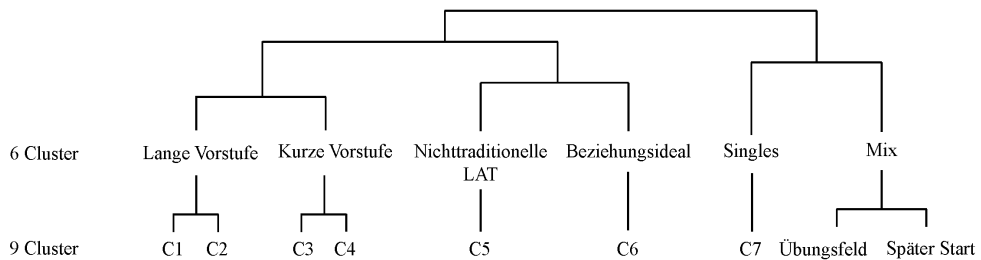 6 Cluster Lange Vorstufe Kurze Vorstufe Nichttraditionelle Beziehungsideal Singles Mix
LAT
9 Cluster C1 C2 C3 C4 C5 C6 C7 Übungsfeld Später Start